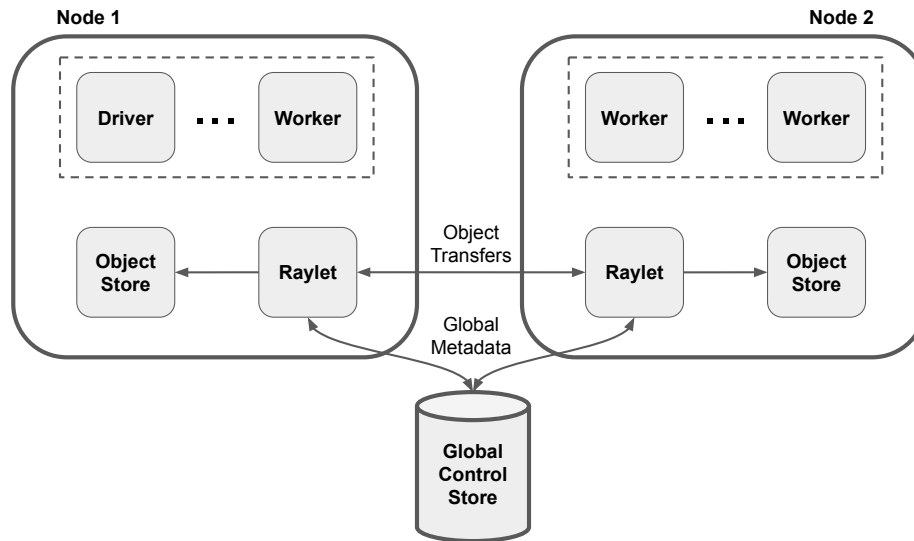 Node 1
Node 2
Driver
Worker
Worker
Worker
Object
Store
Raylet
Object
Transfers
Raylet
Object
Store
Global
Metadata
Global
Control
Store